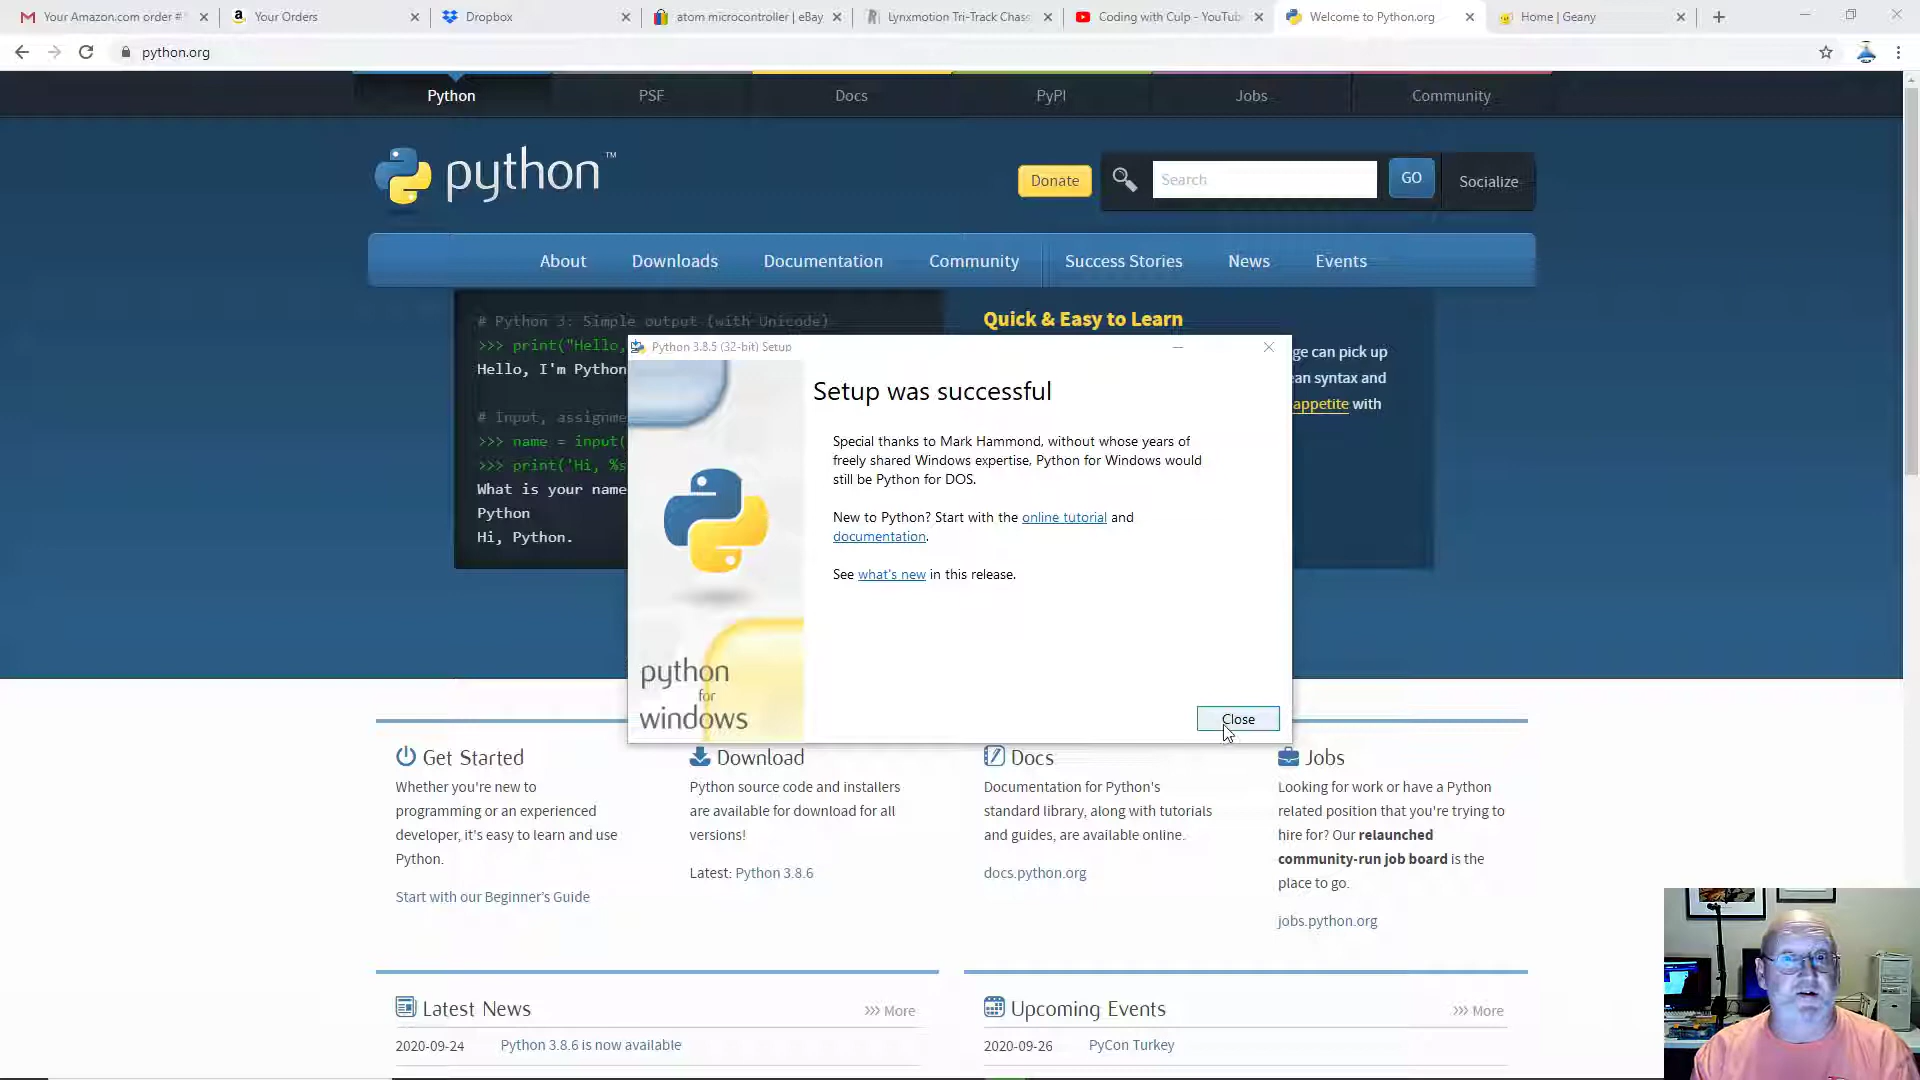 Your Amazon.com order #
Your Orders
Dropbox
atom microcontroller | eBay
Lynxmotion Tri-Track Chass
Coding with Culp - YouTub
Welcome to Python.org
Home | Geany
python.org
Python
PSF
Docs
PyPI
Jobs
Community
python™
Donate
Search
GO
Socialize
About
Downloads
Documentation
Community
Success Stories
News
Events
# Python 3: Simple output (with Unicode)
>>> print("Hello,
Hello, I'm Python
# Input, assignme
>>> name = input(
>>> print('Hi, %s
What is your name
Python
Hi, Python.
Quick & Easy to Learn
ge can pick up
ean syntax and
appetite with
Python 3.8.5 (32-bit) Setup
Setup was successful
Special thanks to Mark Hammond, without whose years of
freely shared Windows expertise, Python for Windows would
still be Python for DOS.
New to Python? Start with the online tutorial and
documentation.
See what's new in this release.
python
for
windows
Close
Get Started
Whether you're new to
programming or an experienced
developer, it's easy to learn and use
Python.
Start with our Beginner's Guide
Download
Python source code and installers
are available for download for all
versions!
Latest: Python 3.8.6
Docs
Documentation for Python's
standard library, along with tutorials
and guides, are available online.
docs.python.org
Jobs
Looking for work or have a Python
related position that you're trying to
hire for? Our relaunched
community-run job board is the
place to go.
jobs.python.org
Latest News
>>> More
2020-09-24 Python 3.8.6 is now available
Upcoming Events
>>> More
2020-09-26 PyCon Turkey